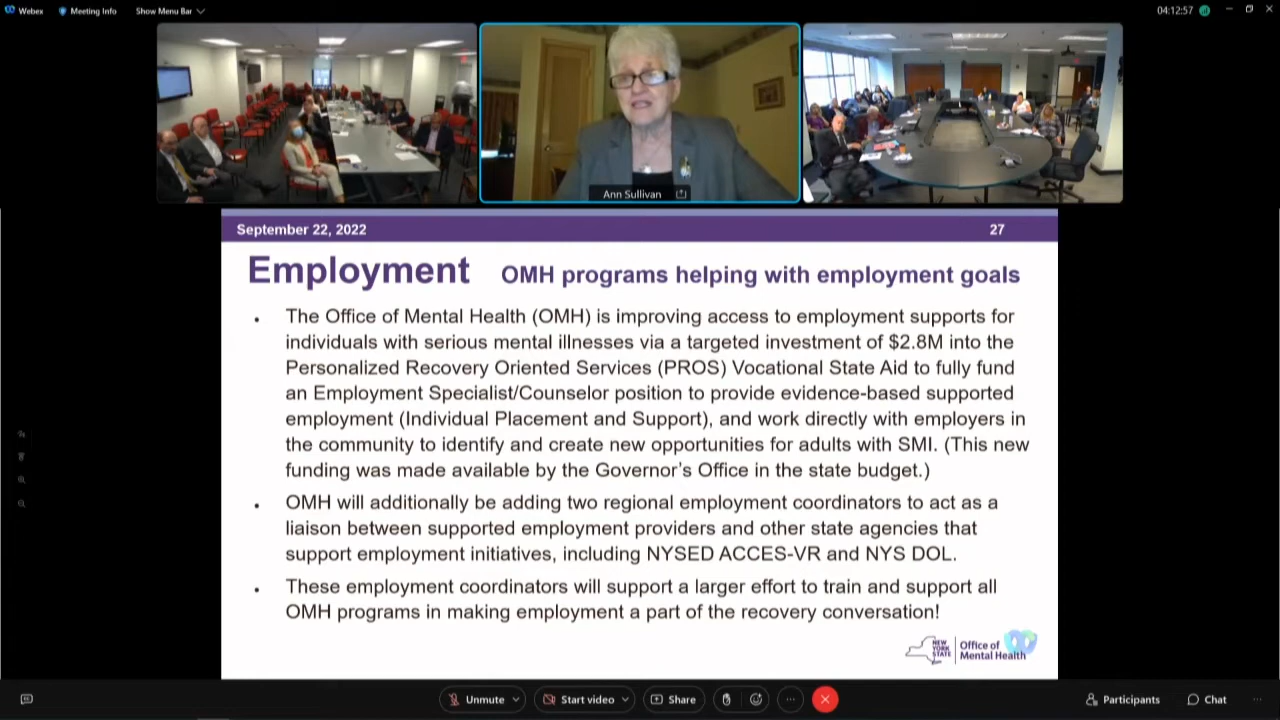 Webex
Meeting Info
Show Menu Bar
04:12:57
Ann Sullivan
September 22, 2022
27
Employment OMH programs helping with employment goals
• The Office of Mental Health (OMH) is improving access to employment supports for
individuals with serious mental illnesses via a targeted investment of $2.8M into the
Personalized Recovery Oriented Services (PROS) Vocational State Aid to fully fund
an Employment Specialist/Counselor position to provide evidence-based supported
employment (Individual Placement and Support), and work directly with employers in
the community to identify and create new opportunities for adults with SMI. (This new
funding was made available by the Governor's Office in the state budget.)
• OMH will additionally be adding two regional employment coordinators to act as a
liaison between supported employment providers and other state agencies that
support employment initiatives, including NYSED ACCES-VR and NYS DOL.
• These employment coordinators will support a larger effort to train and support all
OMH programs in making employment a part of the recovery conversation!
NEW
YORK
STATE
Office of
Mental Health
Unmute
Start video
Share
Participants
Chat